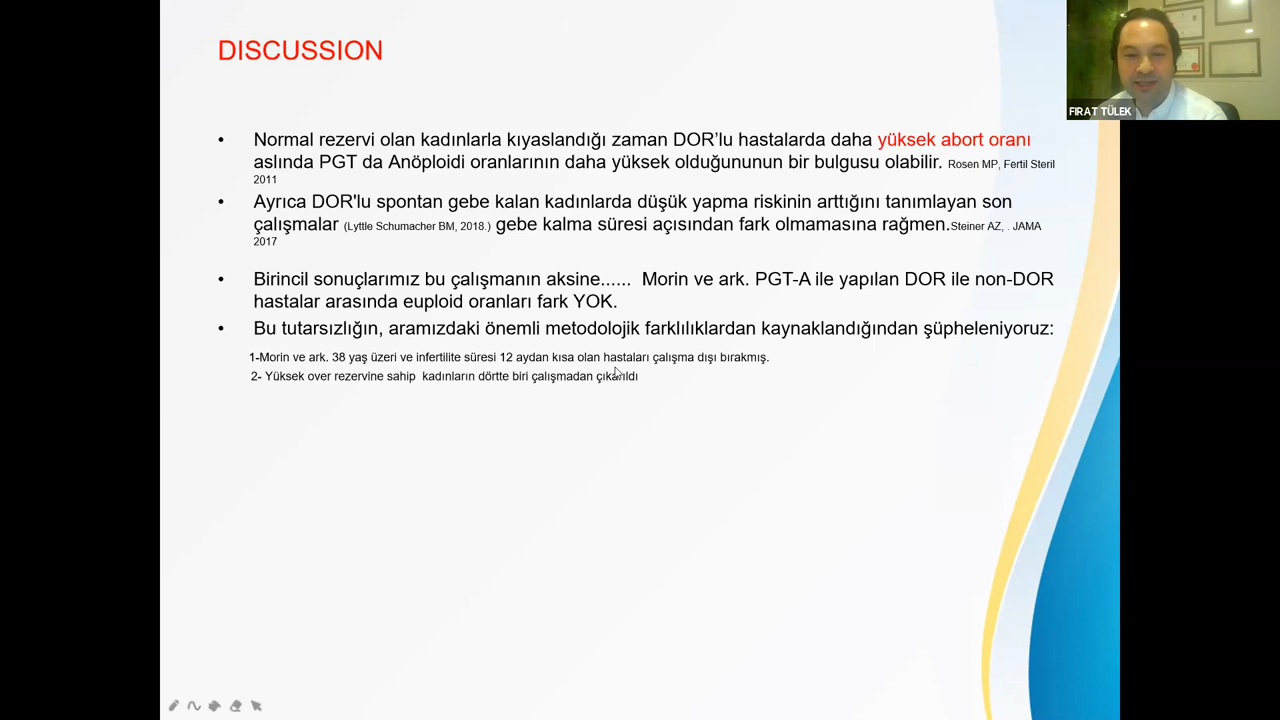 DISCUSSION
FIRAT TÜLEK
• Normal rezervi olan kadınlarla kıyaslandığı zaman DOR’lu hastalarda daha yüksek abort oranı
aslında PGT da Anöploidi oranlarının daha yüksek olduğununun bir bulgusu olabilir. Rosen MP, Fertil Steril
2011
• Ayrıca DOR'lu spontan gebe kalan kadınlarda düşük yapma riskinin arttığını tanımlayan son
çalışmalar (Lyttle Schumacher BM, 2018.) gebe kalma süresi açısından fark olmamasına rağmen.Steiner AZ, . JAMA
2017
• Birincil sonuçlarımız bu çalışmanın aksine...... Morin ve ark. PGT-A ile yapılan DOR ile non-DOR
hastalar arasında euploid oranları fark YOK.
• Bu tutarsızlığın, aramızdaki önemli metodolojik farklılıklardan kaynaklandığından şüpheleniyoruz:
1-Morin ve ark. 38 yaş üzeri ve infertilite süresi 12 aydan kısa olan hastaları çalışma dışı bırakmış.
2- Yüksek over rezervine sahip kadınların dörtte biri çalışmadan çıkarıldı